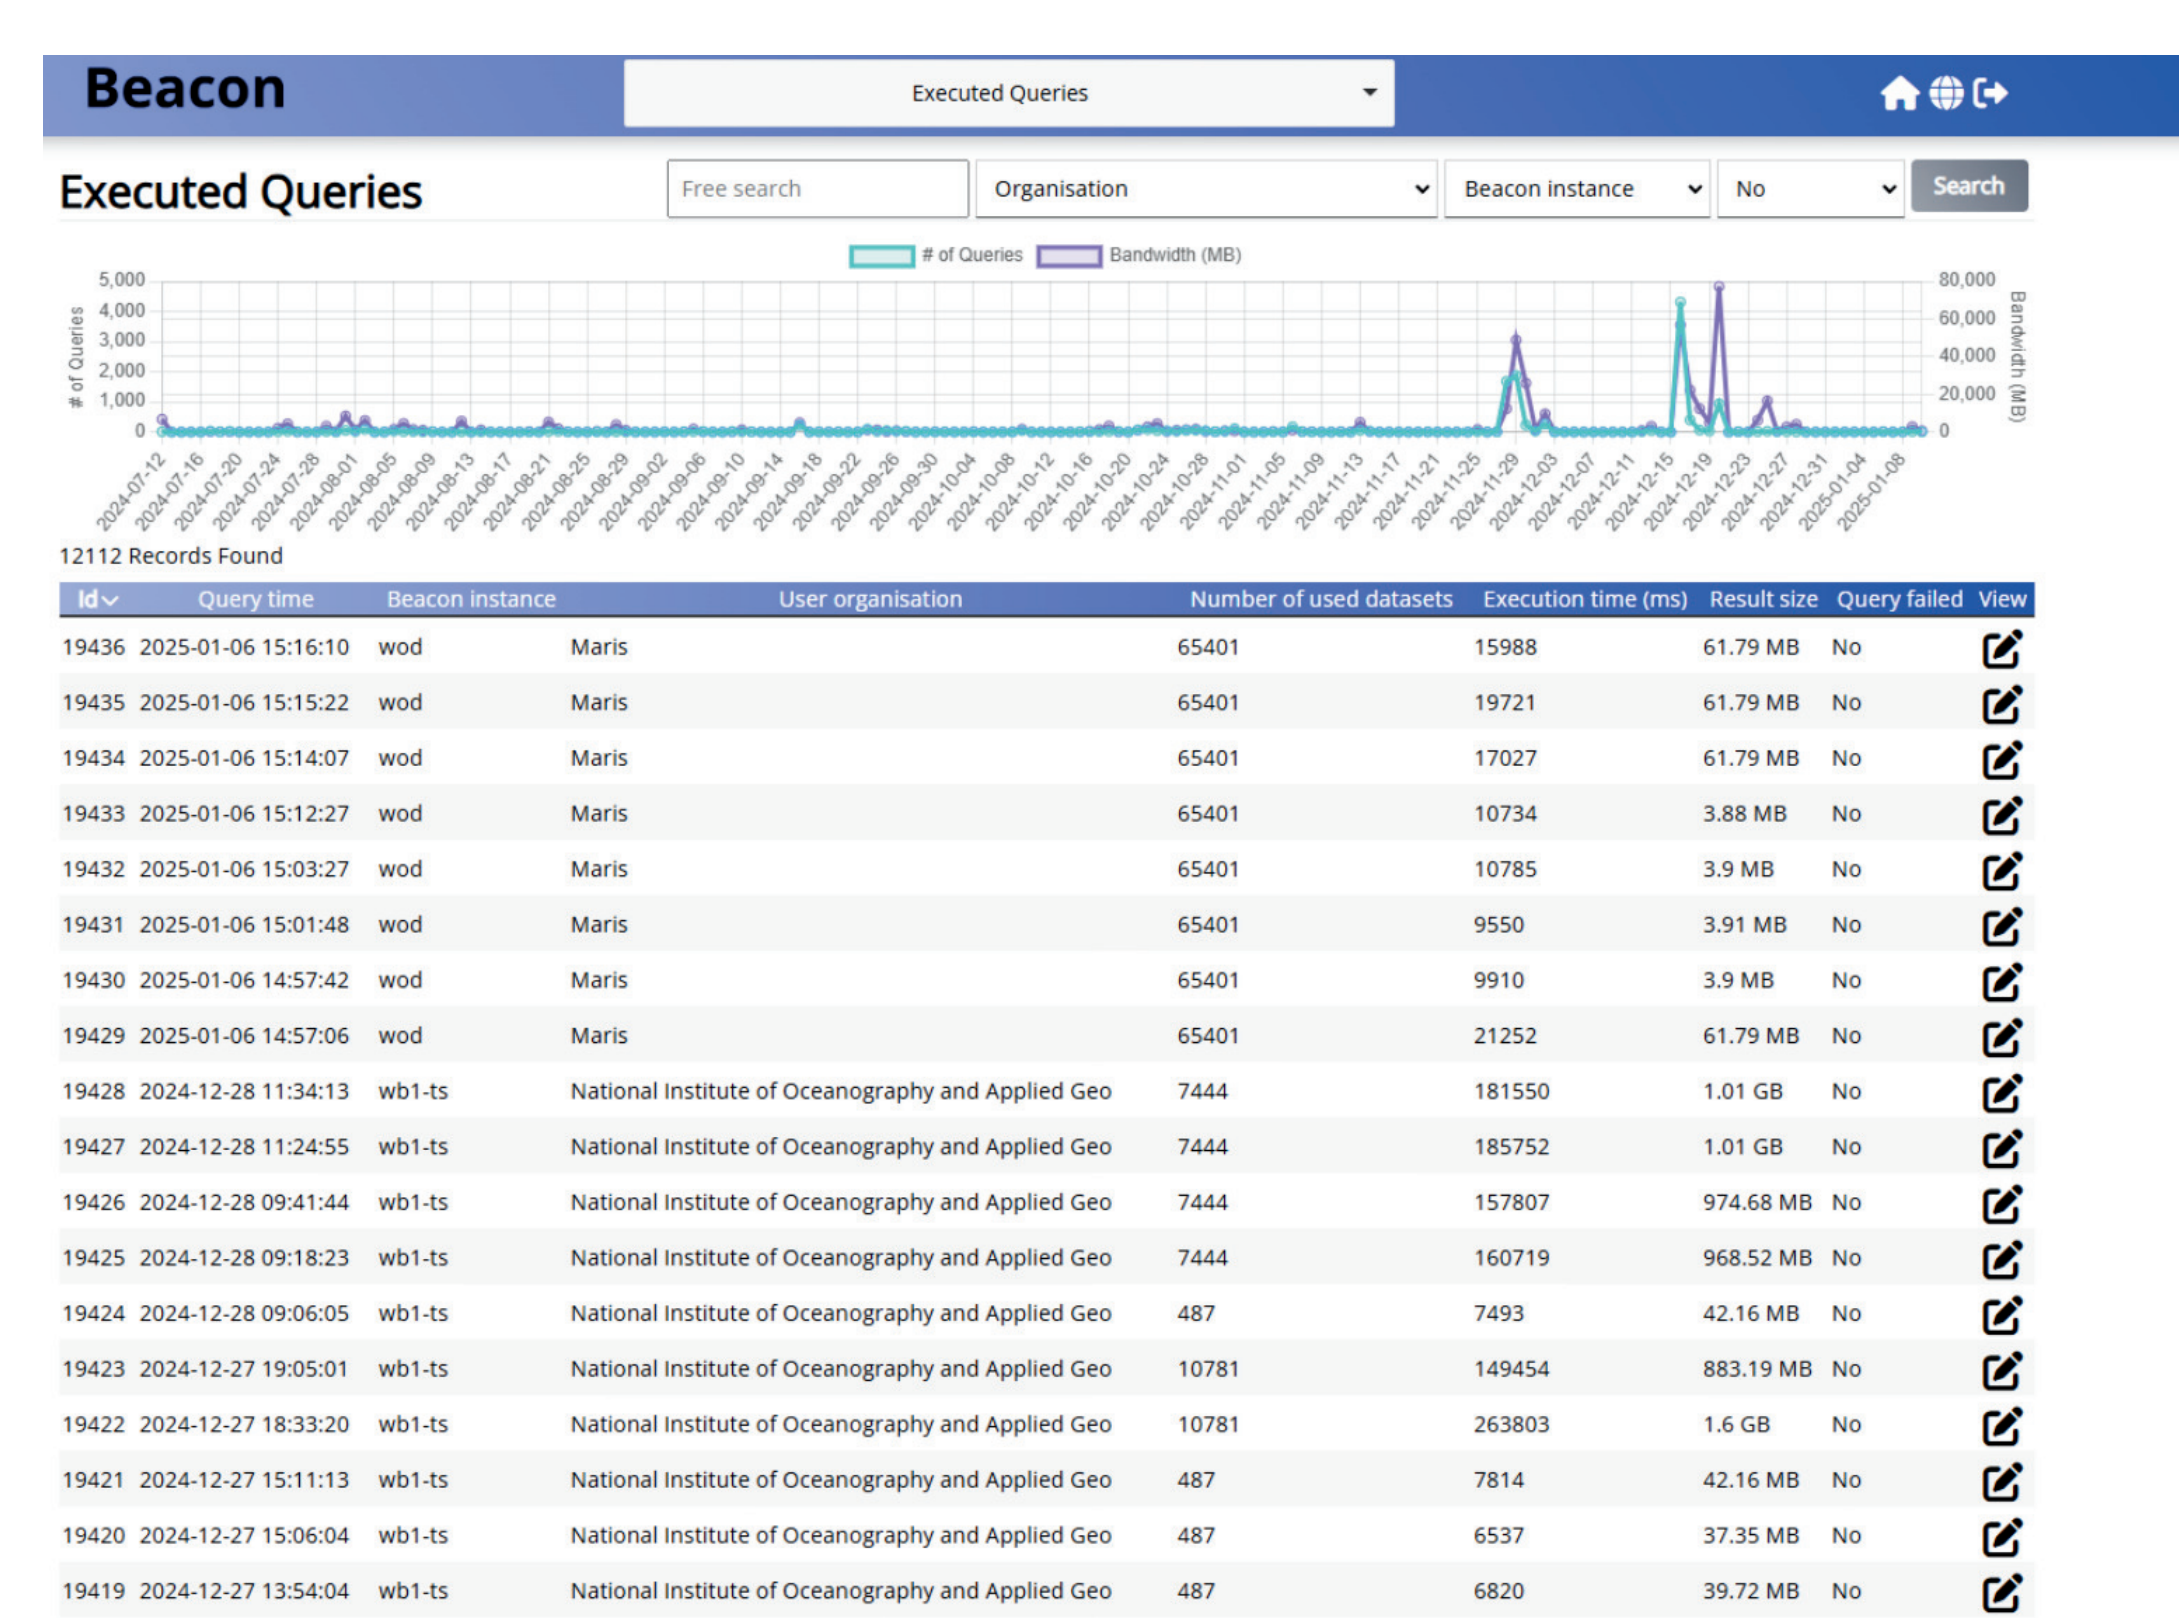 Beacon
Executed Queries
Executed Queries
Free search
Organisation
Beacon instance
No
Search
# of Queries
Bandwidth (MB)
5,000
4,000
3,000
2,000
1,000
0
# of Queries
80,000
60,000
40,000
20,000
0
Bandwidth (MB)
2024-07-12
2024-07-16
2024-07-20
2024-07-24
2024-07-28
2024-08-01
2024-08-05
2024-08-09
2024-08-13
2024-08-17
2024-08-21
2024-08-25
2024-08-29
2024-09-02
2024-09-06
2024-09-10
2024-09-14
2024-09-18
2024-09-22
2024-09-26
2024-09-30
2024-10-04
2024-10-08
2024-10-12
2024-10-16
2024-10-20
2024-10-24
2024-10-28
2024-11-01
2024-11-05
2024-11-09
2024-11-13
2024-11-17
2024-11-21
2024-11-25
2024-11-29
2024-12-03
2024-12-07
2024-12-11
2024-12-15
2024-12-19
2024-12-23
2024-12-27
2024-12-31
2025-01-04
2025-01-08
12112 Records Found
Id Query time Beacon instance User organisation Number of used datasets Execution time (ms) Result size Query failed View
19436 2025-01-06 15:16:10 wod Maris 65401 15988 61.79 MB No
19435 2025-01-06 15:15:22 wod Maris 65401 19721 61.79 MB No
19434 2025-01-06 15:14:07 wod Maris 65401 17027 61.79 MB No
19433 2025-01-06 15:12:27 wod Maris 65401 10734 3.88 MB No
19432 2025-01-06 15:03:27 wod Maris 65401 10785 3.9 MB No
19431 2025-01-06 15:01:48 wod Maris 65401 9550 3.91 MB No
19430 2025-01-06 14:57:42 wod Maris 65401 9910 3.9 MB No
19429 2025-01-06 14:57:06 wod Maris 65401 21252 61.79 MB No
19428 2024-12-28 11:34:13 wb1-ts National Institute of Oceanography and Applied Geo 7444 181550 1.01 GB No
19427 2024-12-28 11:24:55 wb1-ts National Institute of Oceanography and Applied Geo 7444 185752 1.01 GB No
19426 2024-12-28 09:41:44 wb1-ts National Institute of Oceanography and Applied Geo 7444 157807 974.68 MB No
19425 2024-12-28 09:18:23 wb1-ts National Institute of Oceanography and Applied Geo 7444 160719 968.52 MB No
19424 2024-12-28 09:06:05 wb1-ts National Institute of Oceanography and Applied Geo 487 7493 42.16 MB No
19423 2024-12-27 19:05:01 wb1-ts National Institute of Oceanography and Applied Geo 10781 149454 883.19 MB No
19422 2024-12-27 18:33:20 wb1-ts National Institute of Oceanography and Applied Geo 10781 263803 1.6 GB No
19421 2024-12-27 15:11:13 wb1-ts National Institute of Oceanography and Applied Geo 487 7814 42.16 MB No
19420 2024-12-27 15:06:04 wb1-ts National Institute of Oceanography and Applied Geo 487 6537 37.35 MB No
19419 2024-12-27 13:54:04 wb1-ts National Institute of Oceanography and Applied Geo 487 6820 39.72 MB No